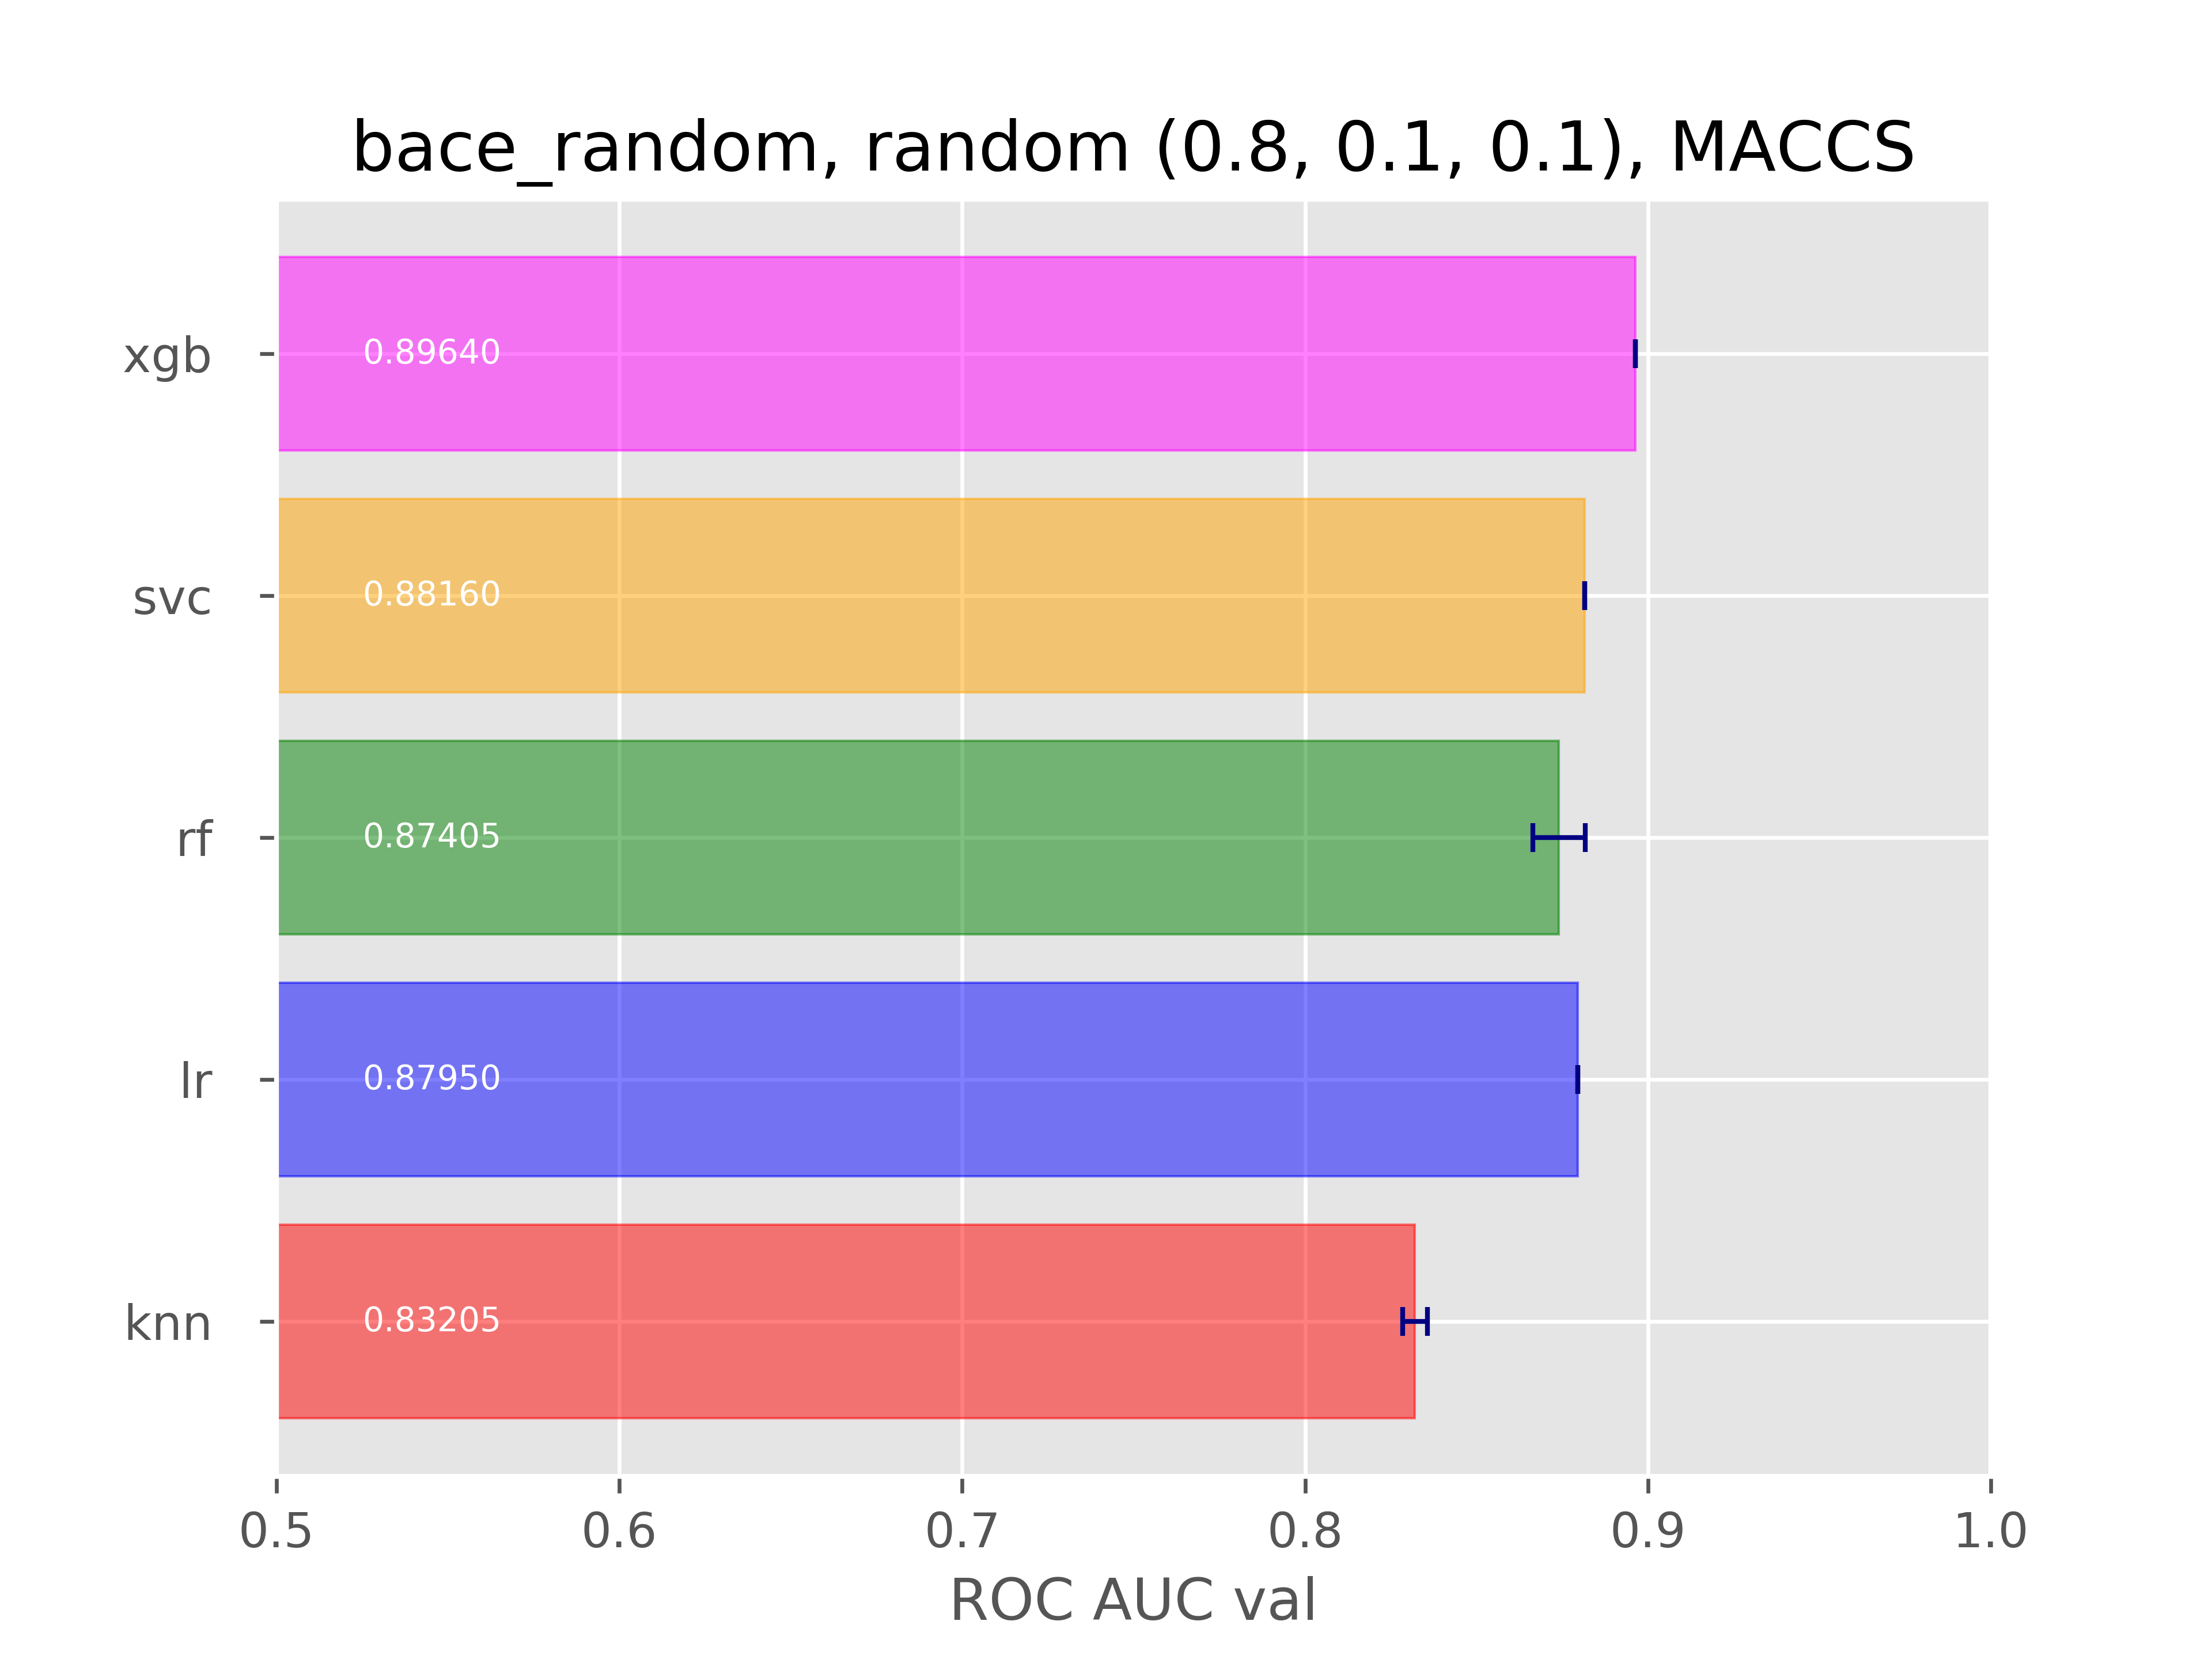 bace_random, random (0.8, 0.1, 0.1), MACCS
xgb
0.89640
svc
0.88160
rf
0.87405
lr
0.87950
knn
0.83205
0.5 0.6 0.7 0.8 0.9 1.0
ROC AUC val